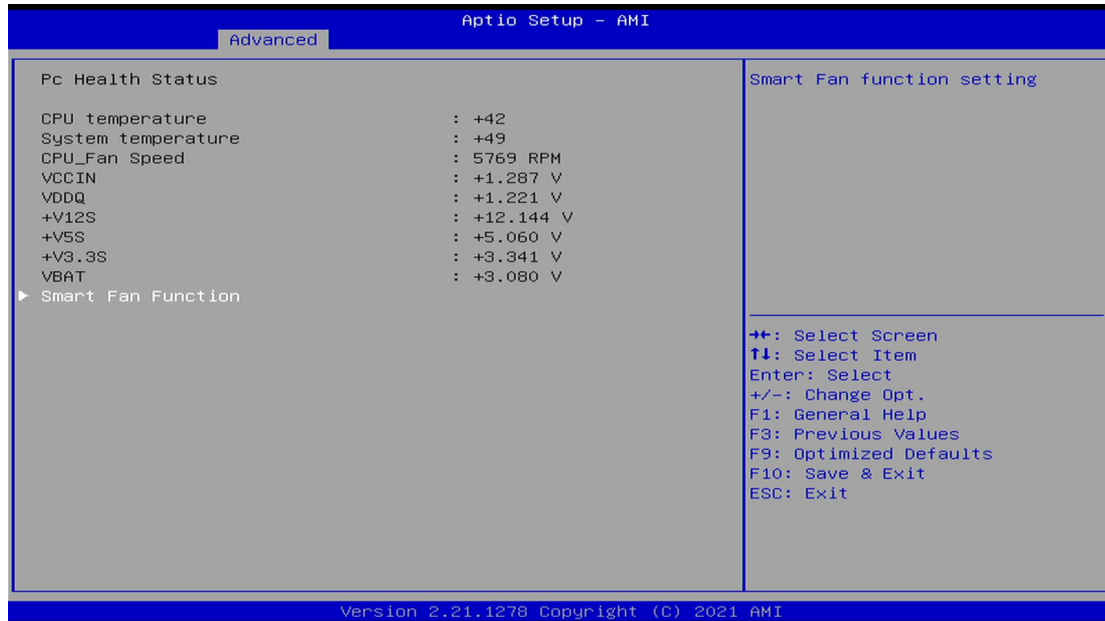 Aptio Setup – AMI
Advanced
Pc Health Status
CPU temperature : +42
System temperature : +49
CPU_Fan Speed : 5769 RPM
VCCIN : +1.287 V
VDDQ : +1.221 V
+V12S : +12.144 V
+V5S : +5.060 V
+V3.3S : +3.341 V
VBAT : +3.080 V
► Smart Fan Function
Smart Fan function setting
→←: Select Screen
↑↓: Select Item
Enter: Select
+/-: Change Opt.
F1: General Help
F3: Previous Values
F9: Optimized Defaults
F10: Save & Exit
ESC: Exit
Version 2.21.1278 Copyright (C) 2021 AMI